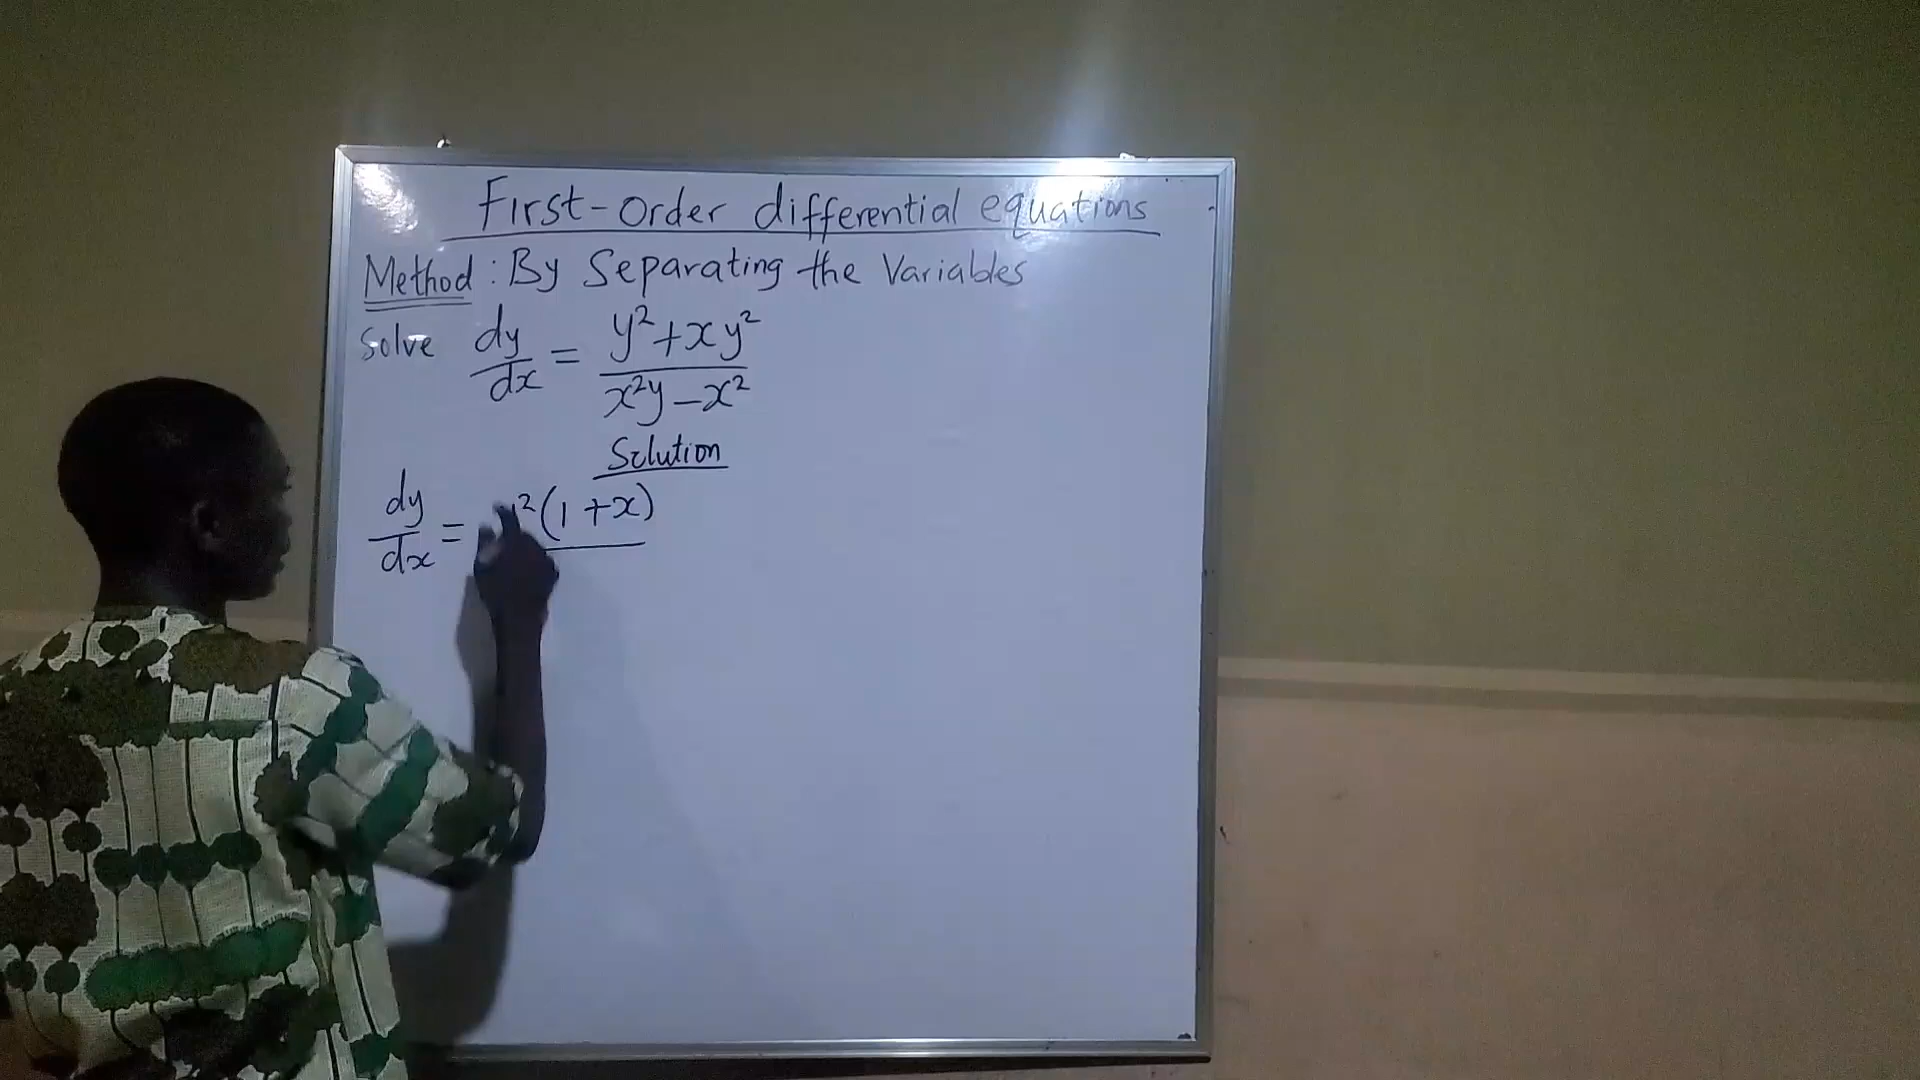 First-Order differential equations
Method: By Separating the Variables
Solve dy/dx = (y²+xy²)/(x²y-x²)
Solution
dy/dx = y²(1+x)